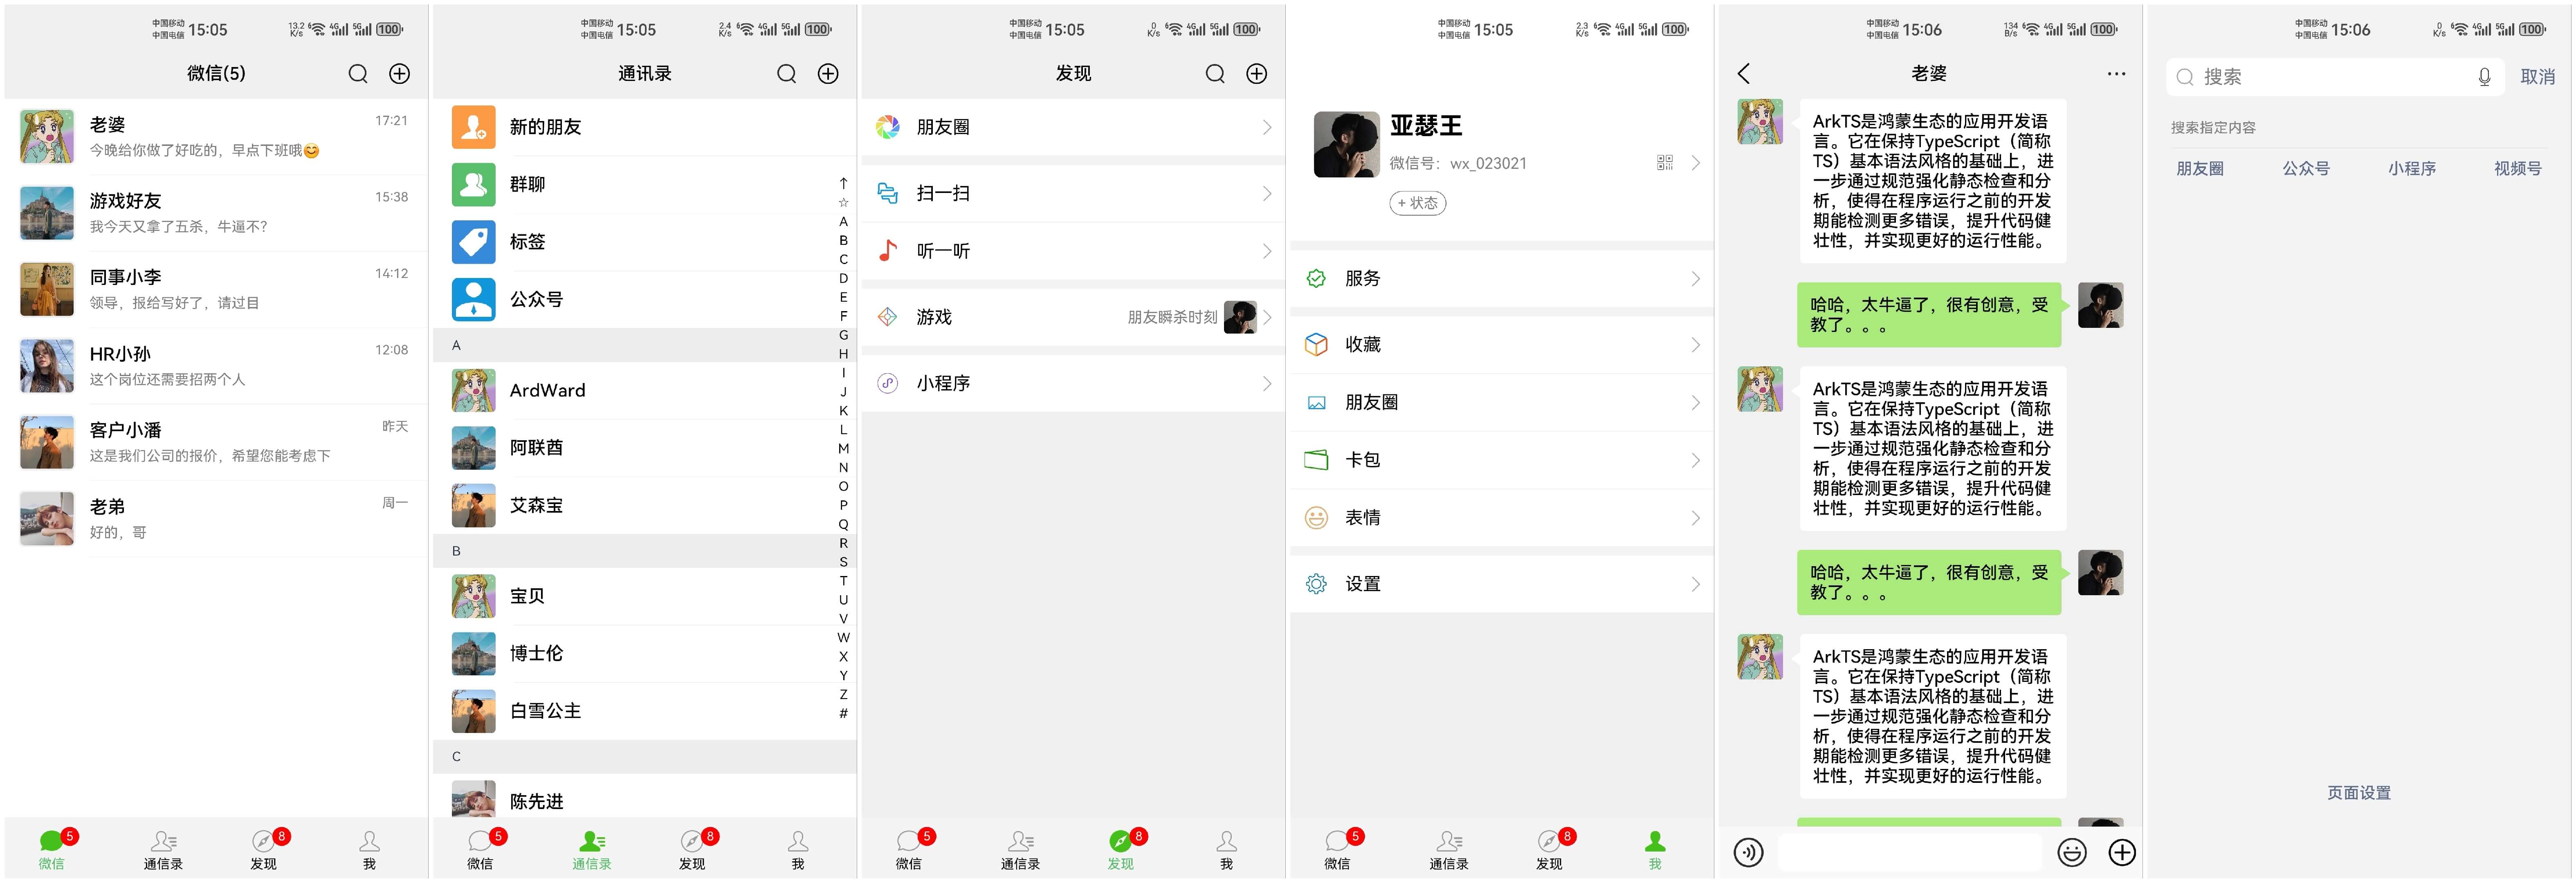 中国移动
中国电信 15:05 13.2 K/s 6 4G 5G 100
微信(5)
老婆 17:21
今晚给你做了好吃的，早点下班哦😊
游戏好友 15:38
我今天又拿了五杀，牛逼不？
同事小李 14:12
领导，报给写好了，请过目
HR小孙 12:08
这个岗位还需要招两个人
客户小潘 昨天
这是我们公司的报价，希望您能考虑下
老弟 周一
好的，哥
5 8
微信 通信录 发现 我
中国移动
中国电信 15:05 2.4 K/s 6 4G 5G 100
通讯录
新的朋友
群聊
标签
公众号
A
ArdWard
阿联酋
艾森宝
B
宝贝
博士伦
白雪公主
C
陈先进
↑
☆
A
B
C
D
E
F
G
H
I
J
K
L
M
N
O
P
Q
R
S
T
U
V
W
X
Y
Z
#
5 8
微信 通信录 发现 我
中国移动
中国电信 15:05 0 K/s 6 4G 5G 100
发现
朋友圈
扫一扫
听一听
游戏 朋友瞬杀时刻
小程序
5 8
微信 通信录 发现 我
中国移动
中国电信 15:05 2.3 K/s 6 4G 5G 100
亚瑟王
微信号：wx_023021
+ 状态
服务
收藏
朋友圈
卡包
表情
设置
5 8
微信 通信录 发现 我
中国移动
中国电信 15:06 134 B/s 6 4G 5G 100
老婆
ArkTS是鸿蒙生态的应用开发语
言。它在保持TypeScript（简称
TS）基本语法风格的基础上，进
一步通过规范强化静态检查和分
析，使得在程序运行之前的开发
期能检测更多错误，提升代码健
壮性，并实现更好的运行性能。
哈哈，太牛逼了，很有创意，受
教了。。。
ArkTS是鸿蒙生态的应用开发语
言。它在保持TypeScript（简称
TS）基本语法风格的基础上，进
一步通过规范强化静态检查和分
析，使得在程序运行之前的开发
期能检测更多错误，提升代码健
壮性，并实现更好的运行性能。
哈哈，太牛逼了，很有创意，受
教了。。。
ArkTS是鸿蒙生态的应用开发语
言。它在保持TypeScript（简称
TS）基本语法风格的基础上，进
一步通过规范强化静态检查和分
析，使得在程序运行之前的开发
期能检测更多错误，提升代码健
壮性，并实现更好的运行性能。
中国移动
中国电信 15:06 0 K/s 6 4G 5G 100
搜索 取消
搜索指定内容
朋友圈 公众号 小程序 视频号
页面设置